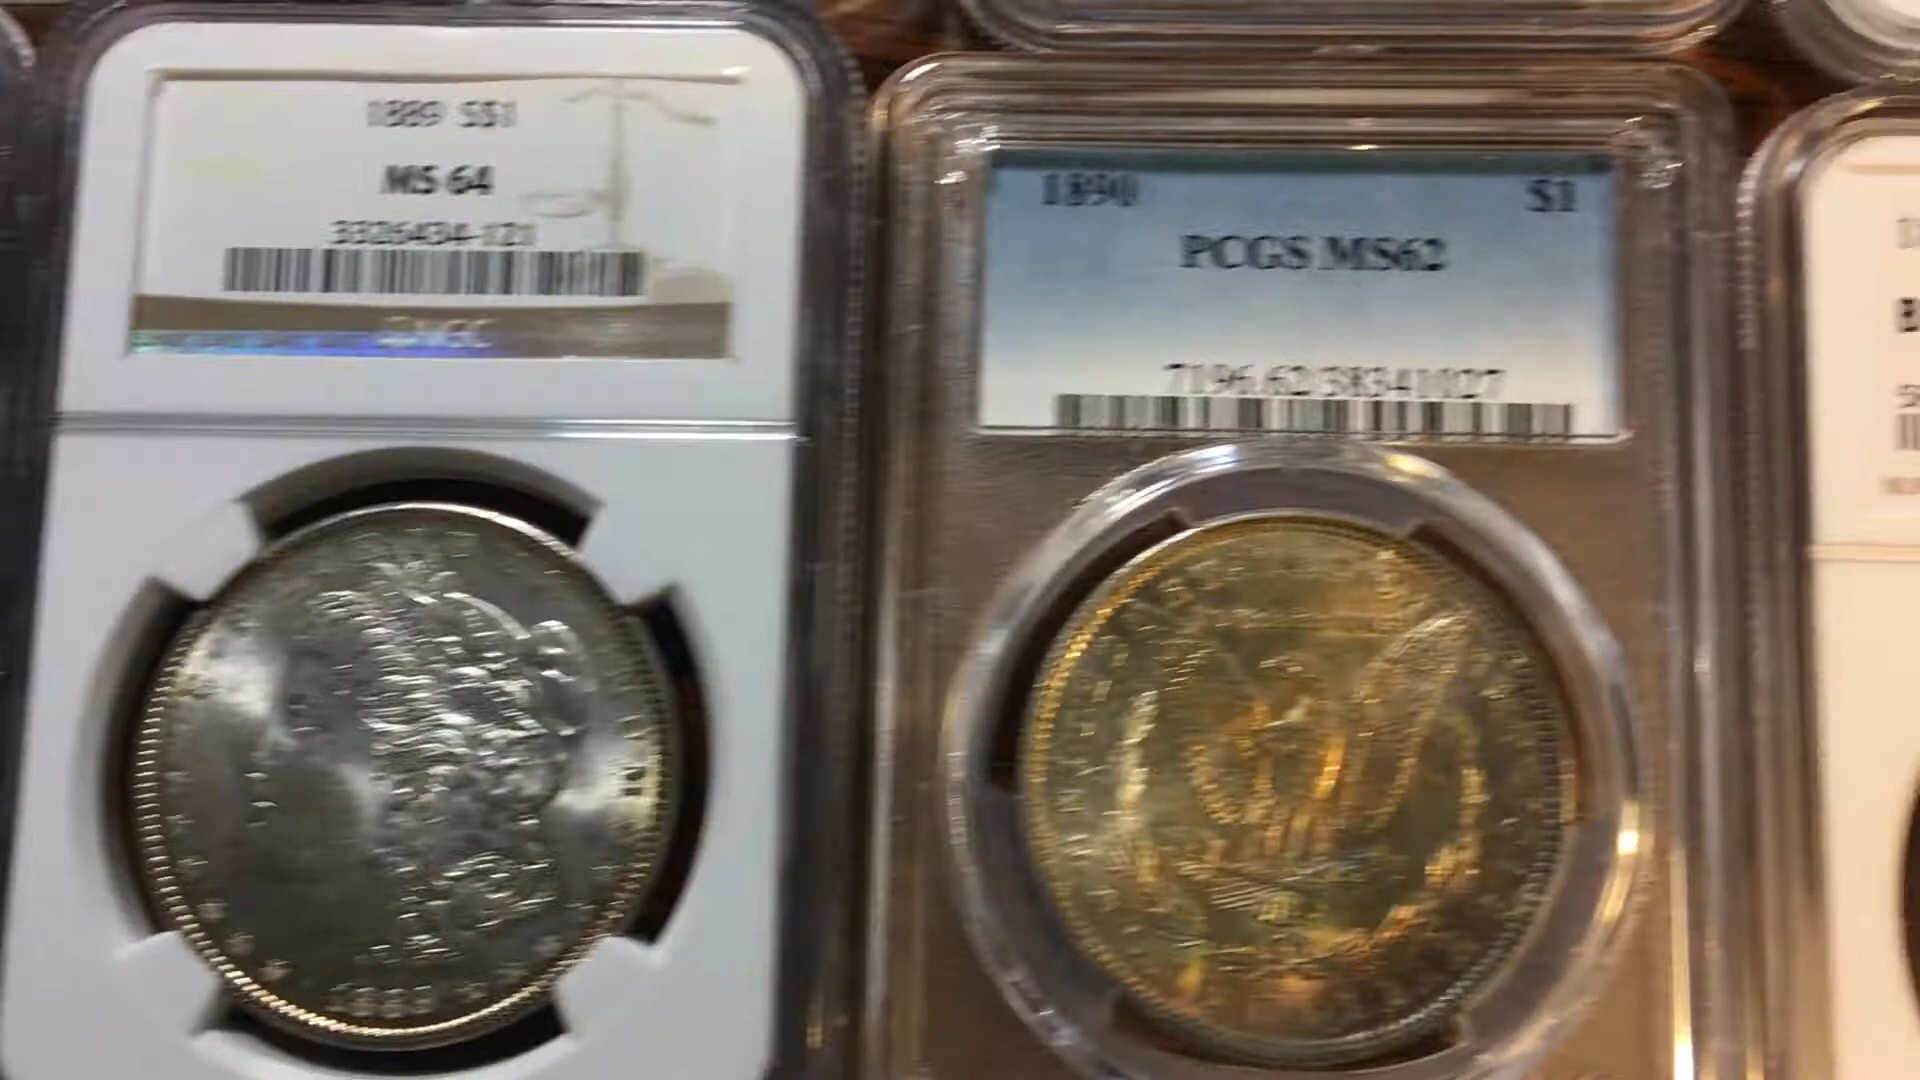 1889 S$1
MS 64
3326434-121
NGC
1890 $1
PCGS MS62
7196.62/38341027